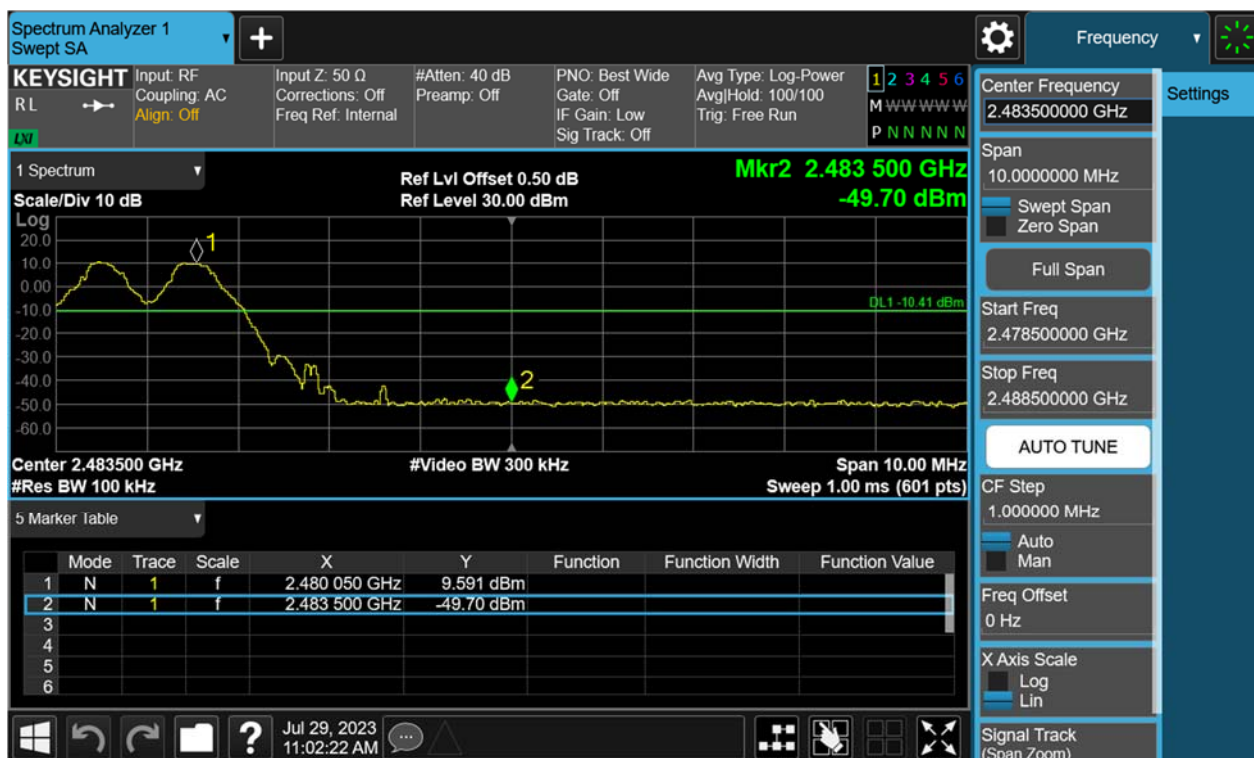 Spectrum Analyzer 1
Swept SA
+
Frequency
KEYSIGHT
RL
LXI
Input: RF
Coupling: AC
Align: Off
Input Z: 50 Ω
Corrections: Off
Freq Ref: Internal
#Atten: 40 dB
Preamp: Off
PNO: Best Wide
Gate: Off
IF Gain: Low
Sig Track: Off
Avg Type: Log-Power
Avg|Hold: 100/100
Trig: Free Run
1 2 3 4 5 6
M W W W W W
P N N N N N
1 Spectrum
Scale/Div 10 dB
Ref Lvl Offset 0.50 dB
Ref Level 30.00 dBm
Mkr2 2.483 500 GHz
-49.70 dBm
Log
20.0
10.0
0.00
-10.0
-20.0
-30.0
-40.0
-50.0
-60.0
1
DL1 -10.41 dBm
2
Center 2.483500 GHz
#Video BW 300 kHz
Span 10.00 MHz
#Res BW 100 kHz
Sweep 1.00 ms (601 pts)
5 Marker Table
Mode Trace Scale X Y Function Function Width Function Value
1 N 1 f 2.480 050 GHz 9.591 dBm
2 N 1 f 2.483 500 GHz -49.70 dBm
3
4
5
6
?
Jul 29, 2023
11:02:22 AM
Center Frequency
2.483500000 GHz
Settings
Span
10.0000000 MHz
Swept Span
Zero Span
Full Span
Start Freq
2.478500000 GHz
Stop Freq
2.488500000 GHz
AUTO TUNE
CF Step
1.000000 MHz
Auto
Man
Freq Offset
0 Hz
X Axis Scale
Log
Lin
Signal Track
(Span Zoom)